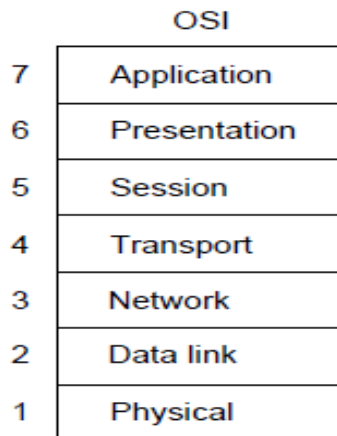 OSI
7 Application
6 Presentation
5 Session
4 Transport
3 Network
2 Data link
1 Physical